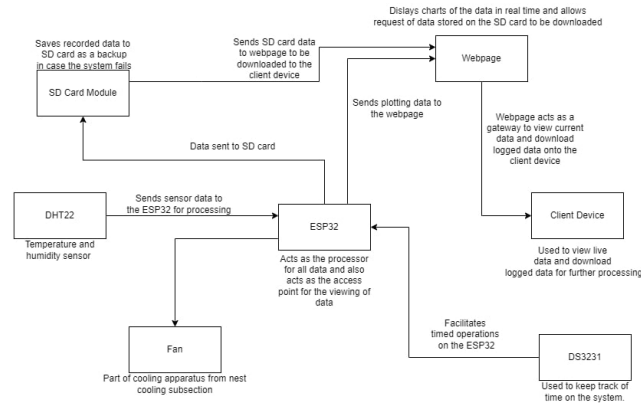 Dislays charts of the data in real time and allows
request of data stored on the SD card to be downloaded
Saves recorded data to
SD card as a backup
in case the system fails
Sends SD card data
to webpage to be
downloaded to the
client device
Webpage
SD Card Module
Sends plotting data to
the webpage
Webpage acts as a
gateway to view current
data and download
logged data onto the
client device
Data sent to SD card
Sends sensor data to
the ESP32 for processing
DHT22
Temperature and
humidity sensor
ESP32
Acts as the processor
for all data and also
acts as the access
point for the viewing of
data
Client Device
Used to view live
data and download
logged data for further processing
Facilitates
timed operations
on the ESP32
Fan
Part of cooling apparatus from nest
cooling subsection
DS3231
Used to keep track of
time on the system.